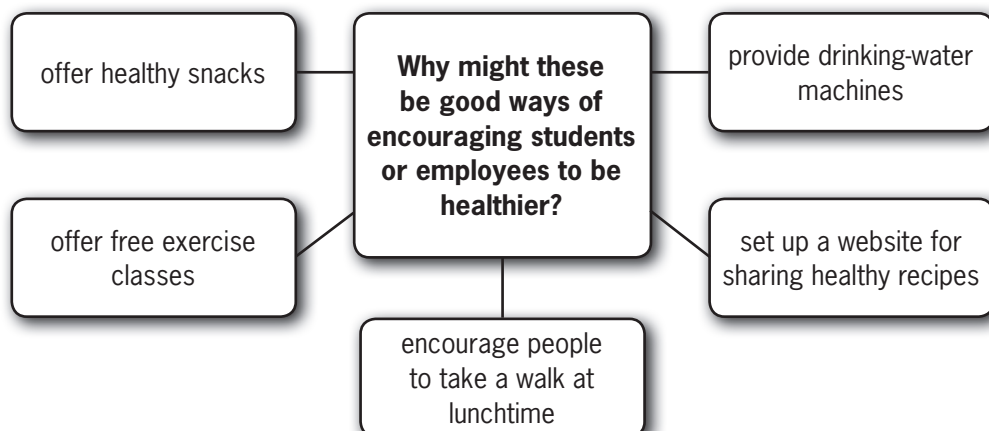 offer healthy snacks
Why might these
be good ways of
encouraging students
or employees to be
healthier?
provide drinking-water
machines
offer free exercise
classes
set up a website for
sharing healthy recipes
encourage people
to take a walk at
lunchtime